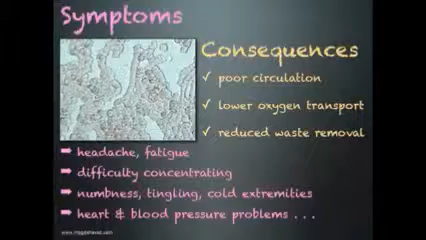 Symptoms
Consequences
✓ poor circulation
✓ lower oxygen transport
✓ reduced waste removal
➡ headache, fatigue
➡ difficulty concentrating
➡ numbness, tingling, cold extremities
➡ heart & blood pressure problems . . .